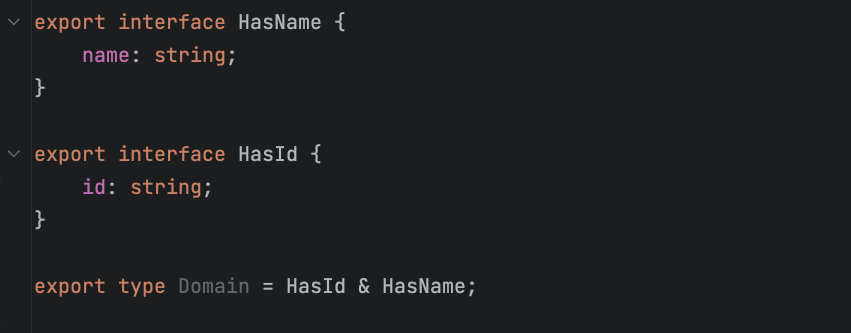 export interface HasName {
    name: string;
}
export interface HasId {
    id: string;
}
export type Domain = HasId & HasName;